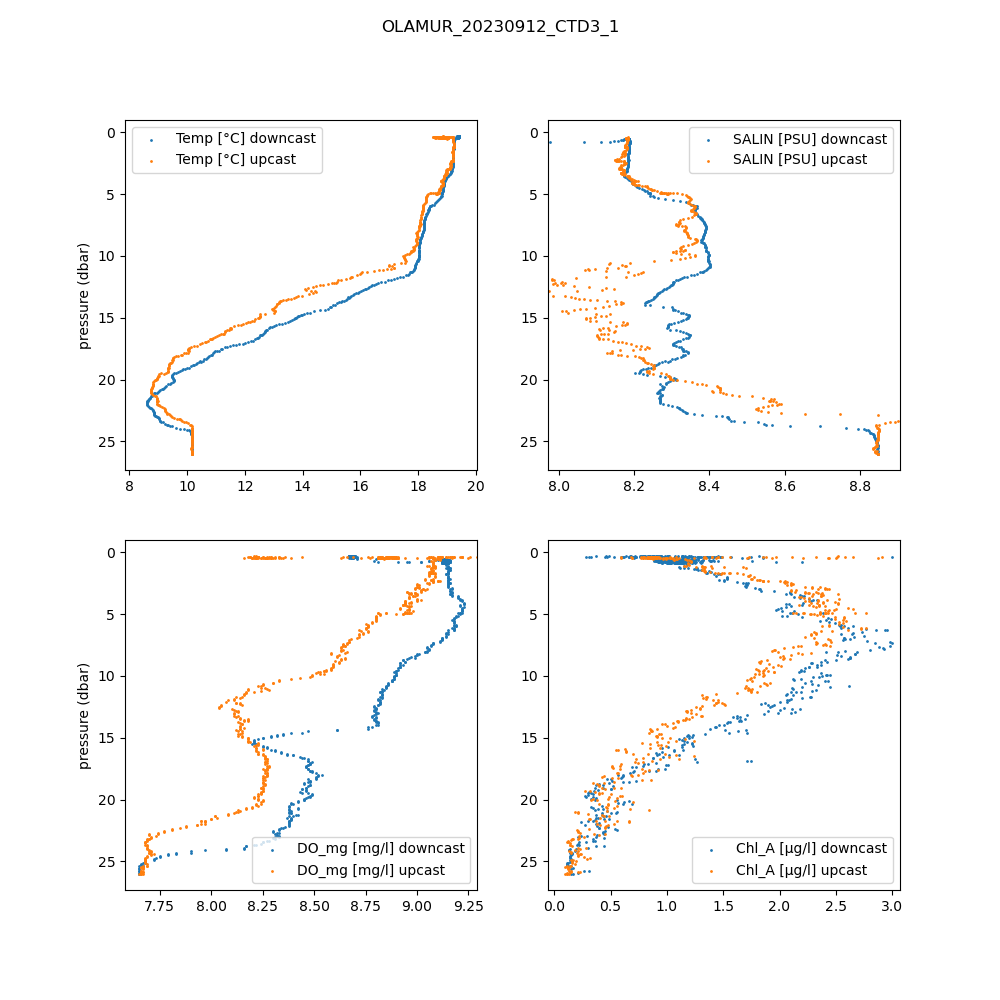 OLAMUR_20230912_CTD3_1
Temp [°C] downcast
Temp [°C] upcast
0
5
10
15
20
25
pressure (dbar)
8 10 12 14 16 18 20
SALIN [PSU] downcast
SALIN [PSU] upcast
0
5
10
15
20
25
8.0 8.2 8.4 8.6 8.8
0
5
10
15
20
25
pressure (dbar)
DO_mg [mg/l] downcast
DO_mg [mg/l] upcast
7.75 8.00 8.25 8.50 8.75 9.00 9.25
0
5
10
15
20
25
Chl_A [µg/l] downcast
Chl_A [µg/l] upcast
0.0 0.5 1.0 1.5 2.0 2.5 3.0